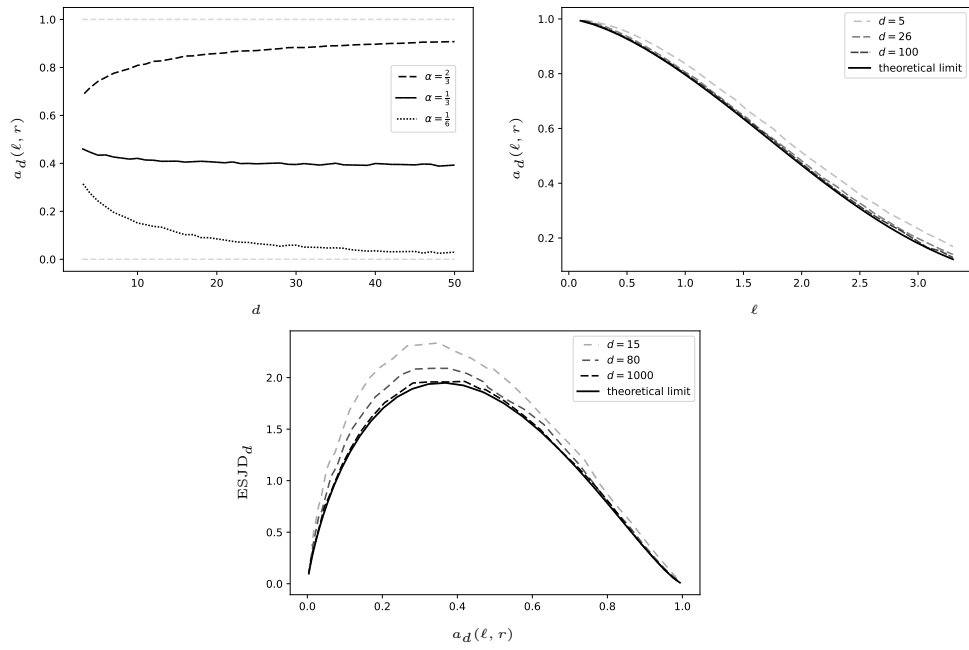 1.0
0.8
0.6
0.4
0.2
0.0
a_d(ℓ, r)
α = 2/3
α = 1/3
α = 1/6
10 20 30 40 50
d
1.0
0.8
0.6
0.4
0.2
a_d(ℓ, r)
d = 5
d = 26
d = 100
theoretical limit
0.0 0.5 1.0 1.5 2.0 2.5 3.0
ℓ
2.0
1.5
1.0
0.5
0.0
ESJD_d
d = 15
d = 80
d = 1000
theoretical limit
0.0 0.2 0.4 0.6 0.8 1.0
a_d(ℓ, r)